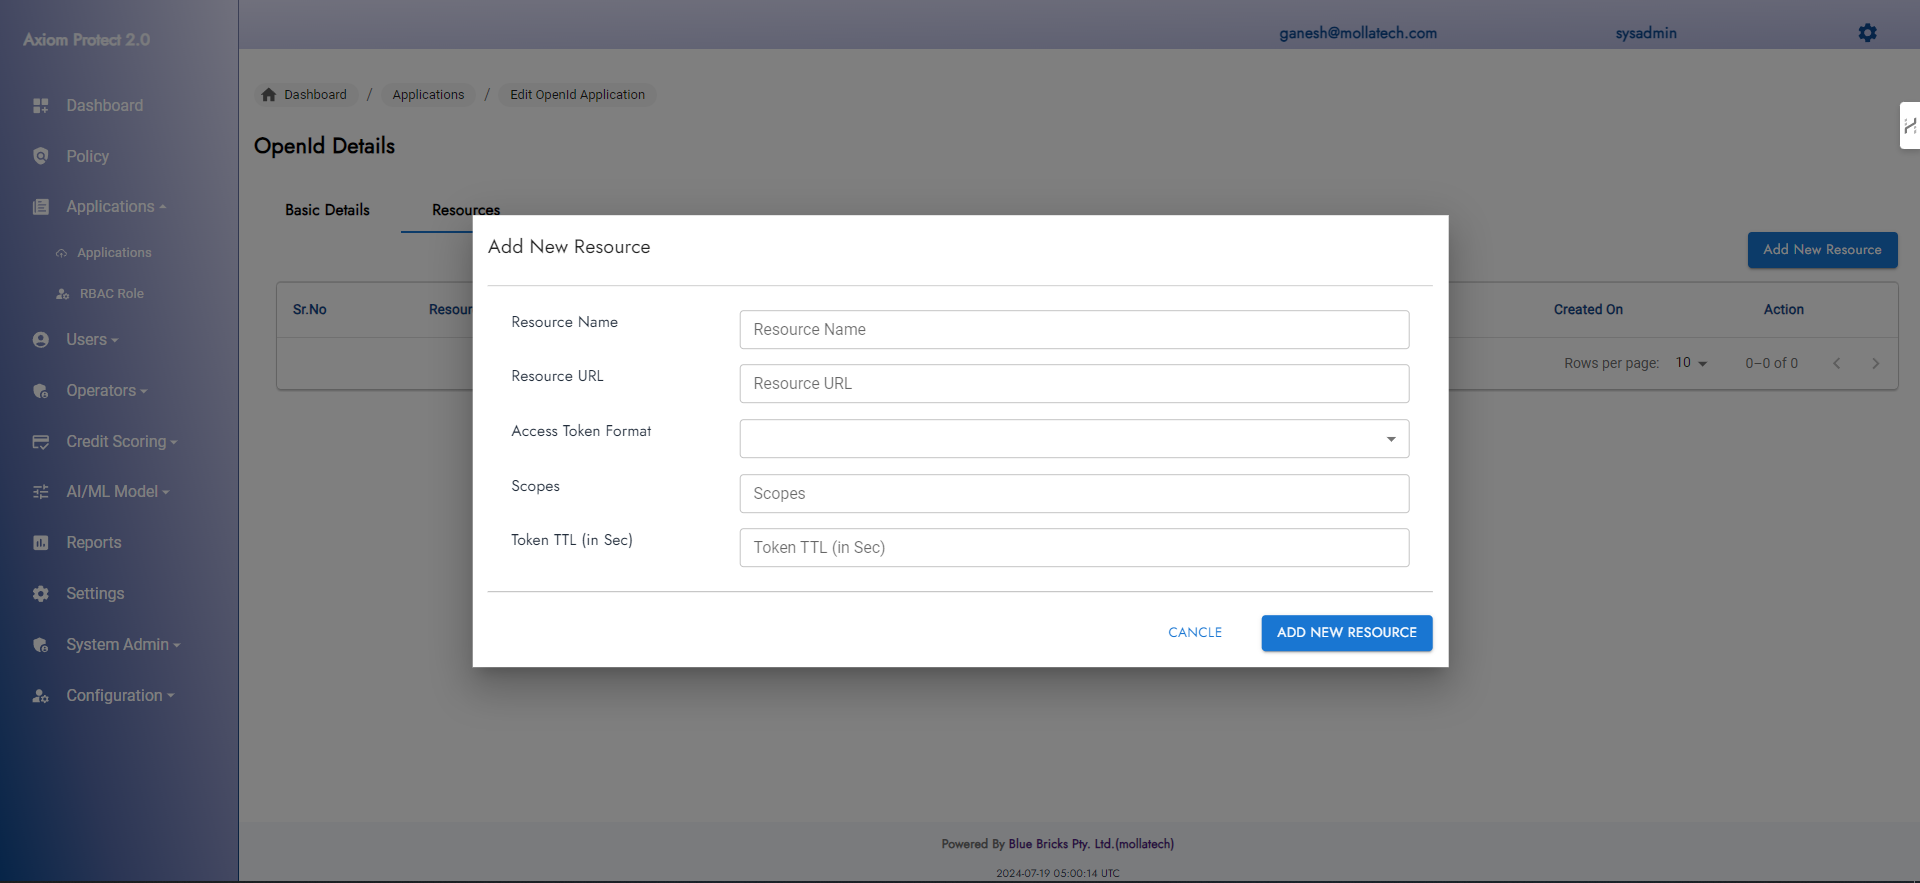 Axiom Protect 2.0
ganesh@mollatech.com
sysadmin
Dashboard
Policy
Applications
Applications
RBAC Role
Users
Operators
Credit Scoring
AI/ML Model
Reports
Settings
System Admin
Configuration
Dashboard / Applications / Edit OpenId Application
OpenId Details
Basic Details
Resources
Add New Resource
Sr.No
Created On
Action
Rows per page: 10 0–0 of 0
Add New Resource
Resource Name
Resource Name
Resource URL
Resource URL
Access Token Format
Scopes
Scopes
Token TTL (in Sec)
Token TTL (in Sec)
CANCLE
ADD NEW RESOURCE
Powered By Blue Bricks Pty. Ltd.(mollatech)
2024-07-19 05:00:14 UTC